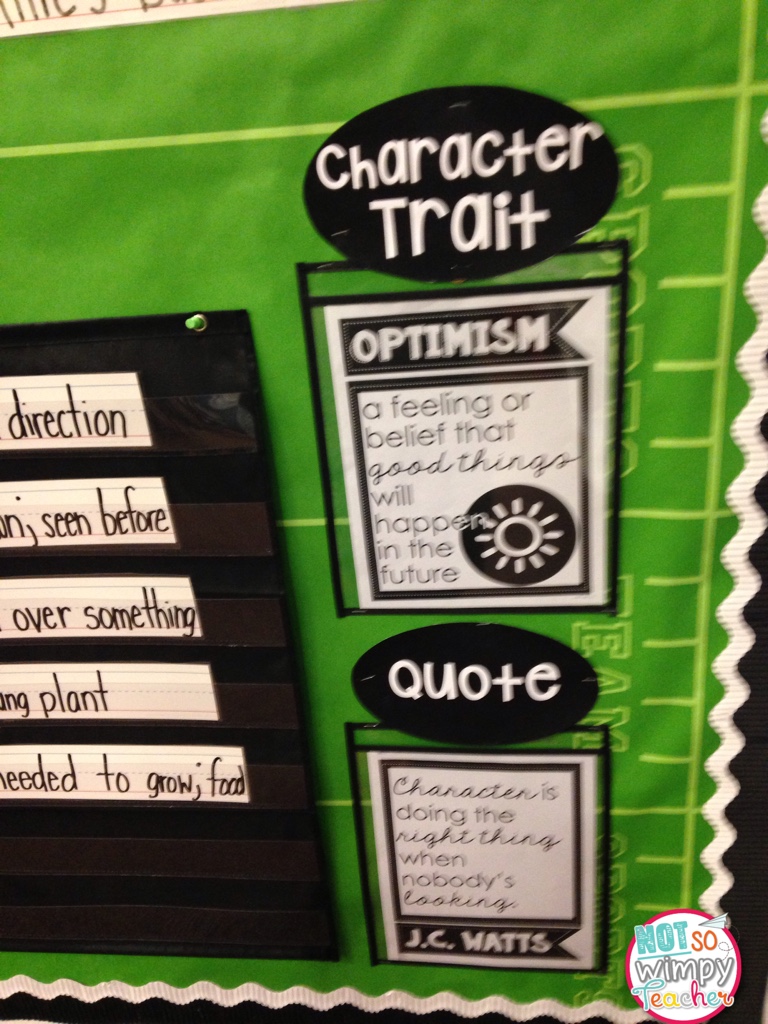 Character
Trait
OPTIMISM
a feeling or
belief that
good things
will
happen
in the
future
direction
seen before
over something
plant
needed to grow; food
Quote
Character is
doing the
right thing
when
nobody's
looking.
J.C. WATTS
TEAM
NOT SO
wimpy
Teacher